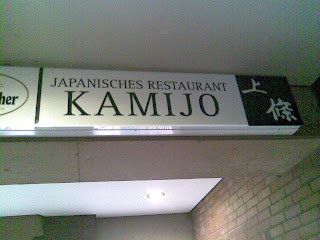 JAPANISCHES RESTAURANT
KAMIJO
上條